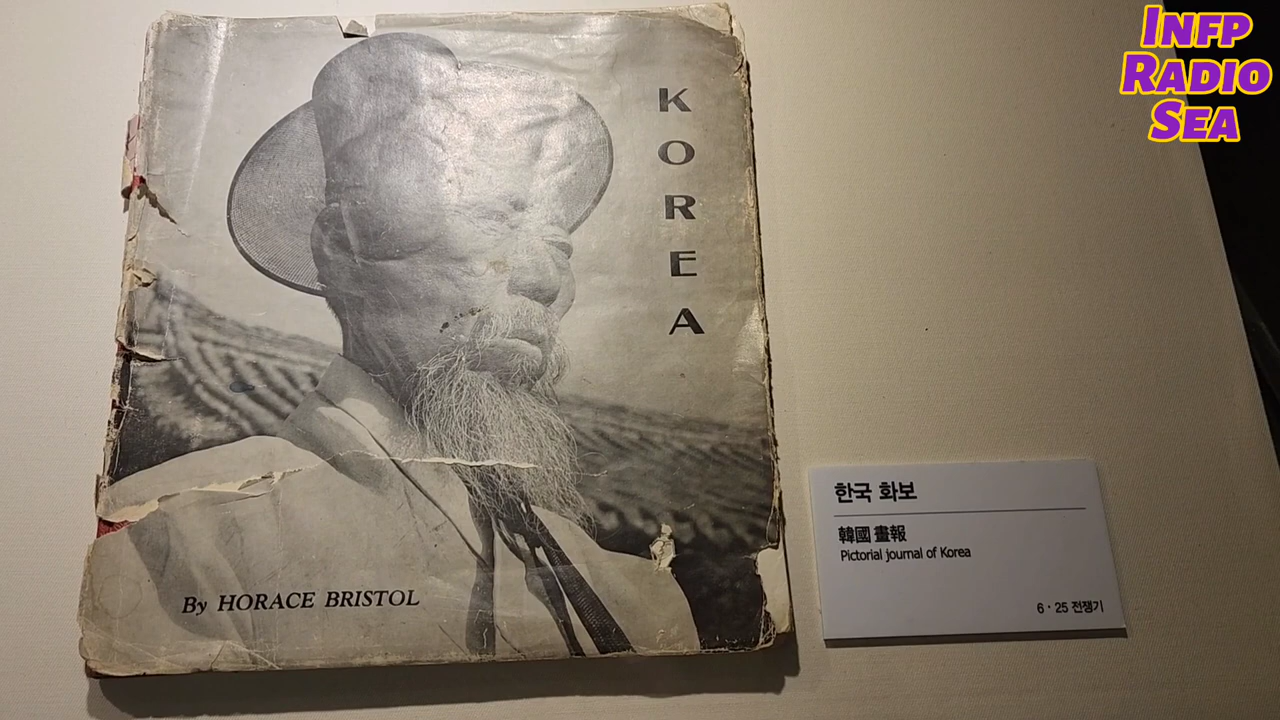 KOREA
By HORACE BRISTOL
한국 화보
韓國 畫報
Pictorial journal of Korea
6 · 25 전쟁기
INFP
RADIO
SEA